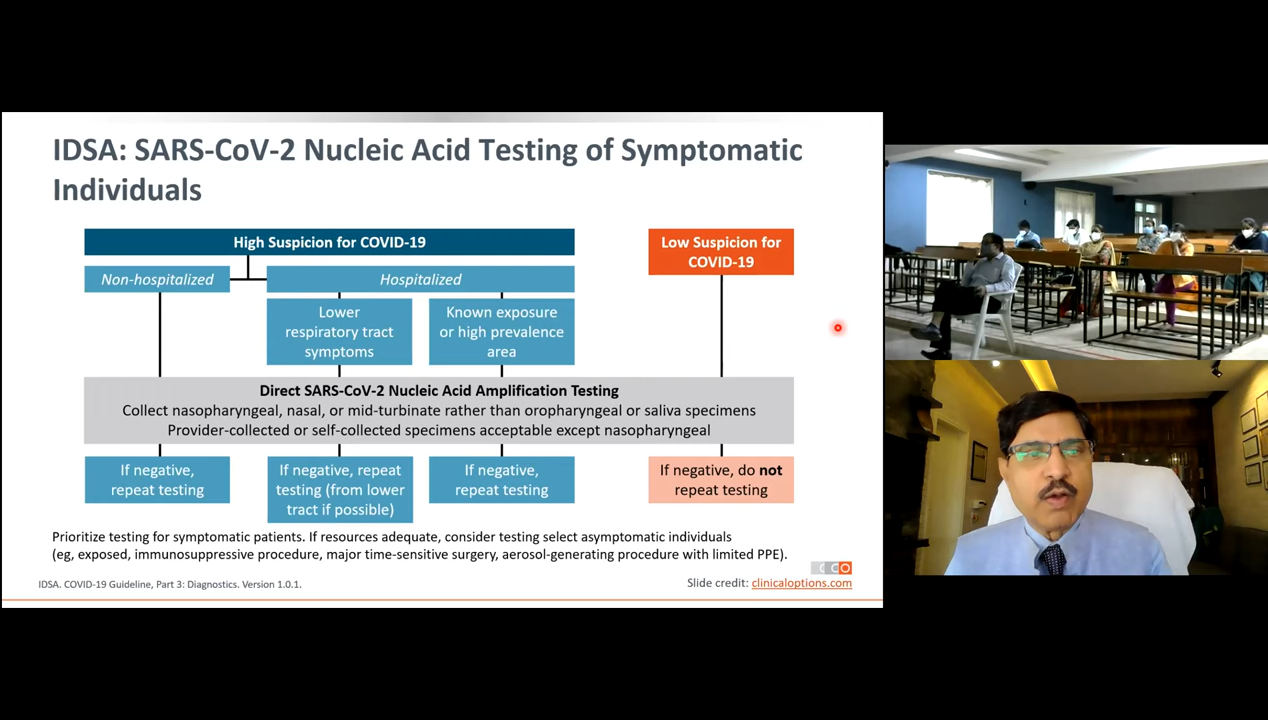 IDSA: SARS-CoV-2 Nucleic Acid Testing of Symptomatic
Individuals
High Suspicion for COVID-19
Low Suspicion for
COVID-19
Non-hospitalized
Hospitalized
Lower
respiratory tract
symptoms
Known exposure
or high prevalence
area
Direct SARS-CoV-2 Nucleic Acid Amplification Testing
Collect nasopharyngeal, nasal, or mid-turbinate rather than oropharyngeal or saliva specimens
Provider-collected or self-collected specimens acceptable except nasopharyngeal
If negative,
repeat testing
If negative, repeat
testing (from lower
tract if possible)
If negative,
repeat testing
If negative, do not
repeat testing
Prioritize testing for symptomatic patients. If resources adequate, consider testing select asymptomatic individuals
(eg, exposed, immunosuppressive procedure, major time-sensitive surgery, aerosol-generating procedure with limited PPE).
CCO
IDSA. COVID-19 Guideline, Part 3: Diagnostics. Version 1.0.1.
Slide credit: clinicaloptions.com